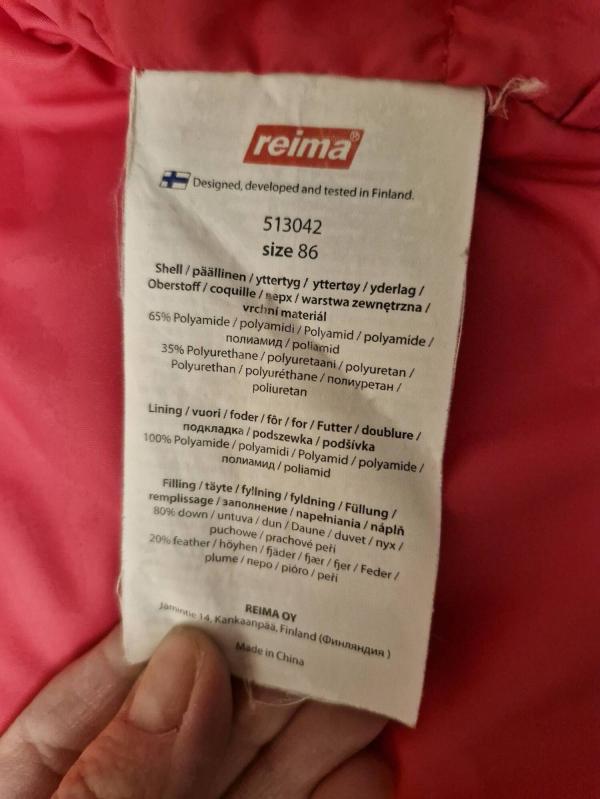 reima®
Designed, developed and tested in Finland.
513042
size 86
Shell / päällinen / yttertyg / yttertøy / yderlag /
Oberstoff / coquille / верх / warstwa zewnętrzna /
vrchní materiál
65% Polyamide / polyamidi / Polyamid / polyamide /
полиамид / poliamid
35% Polyurethane / polyuretaani / polyuretan /
Polyurethan / polyuréthane / полиуретан /
poliuretan
Lining / vuori / foder / fôr / for / Futter / doublure /
подкладка / podszewka / podšívka
100% Polyamide / polyamidi / Polyamid / polyamide /
полиамид / poliamid
Filling / täyte / fyllning / fyldning / Füllung /
remplissage / заполнение / napełniania / náplň
80% down / untuva / dun / Daune / duvet / пух /
puchowe / prachové peří
20% feather / höyhen / fjäder / fjær / fjer / Feder /
plume / перо / pióro / peří
REIMA OY
14, Kankaanpää, Finland (Финляндия )
Made in China